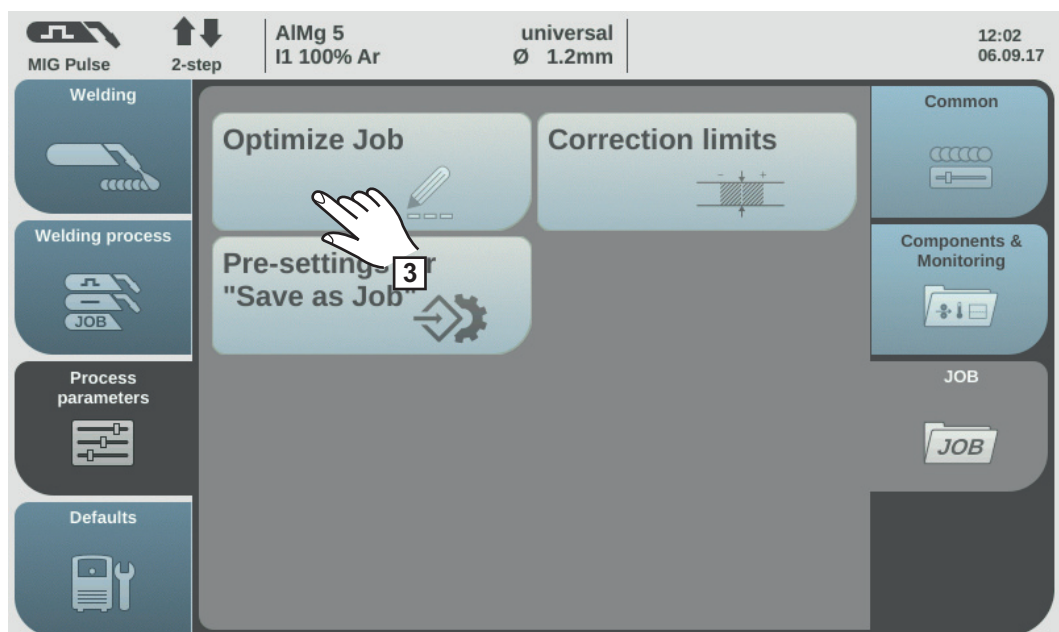 MIG Pulse
2-step
AlMg 5
I1 100% Ar
universal
Ø 1.2mm
12:02
06.09.17
Welding
Welding process
JOB
Process
parameters
Defaults
Optimize Job
Correction limits
- +
Pre-settings
"Save as Job"
3
Common
Components &
Monitoring
JOB
JOB